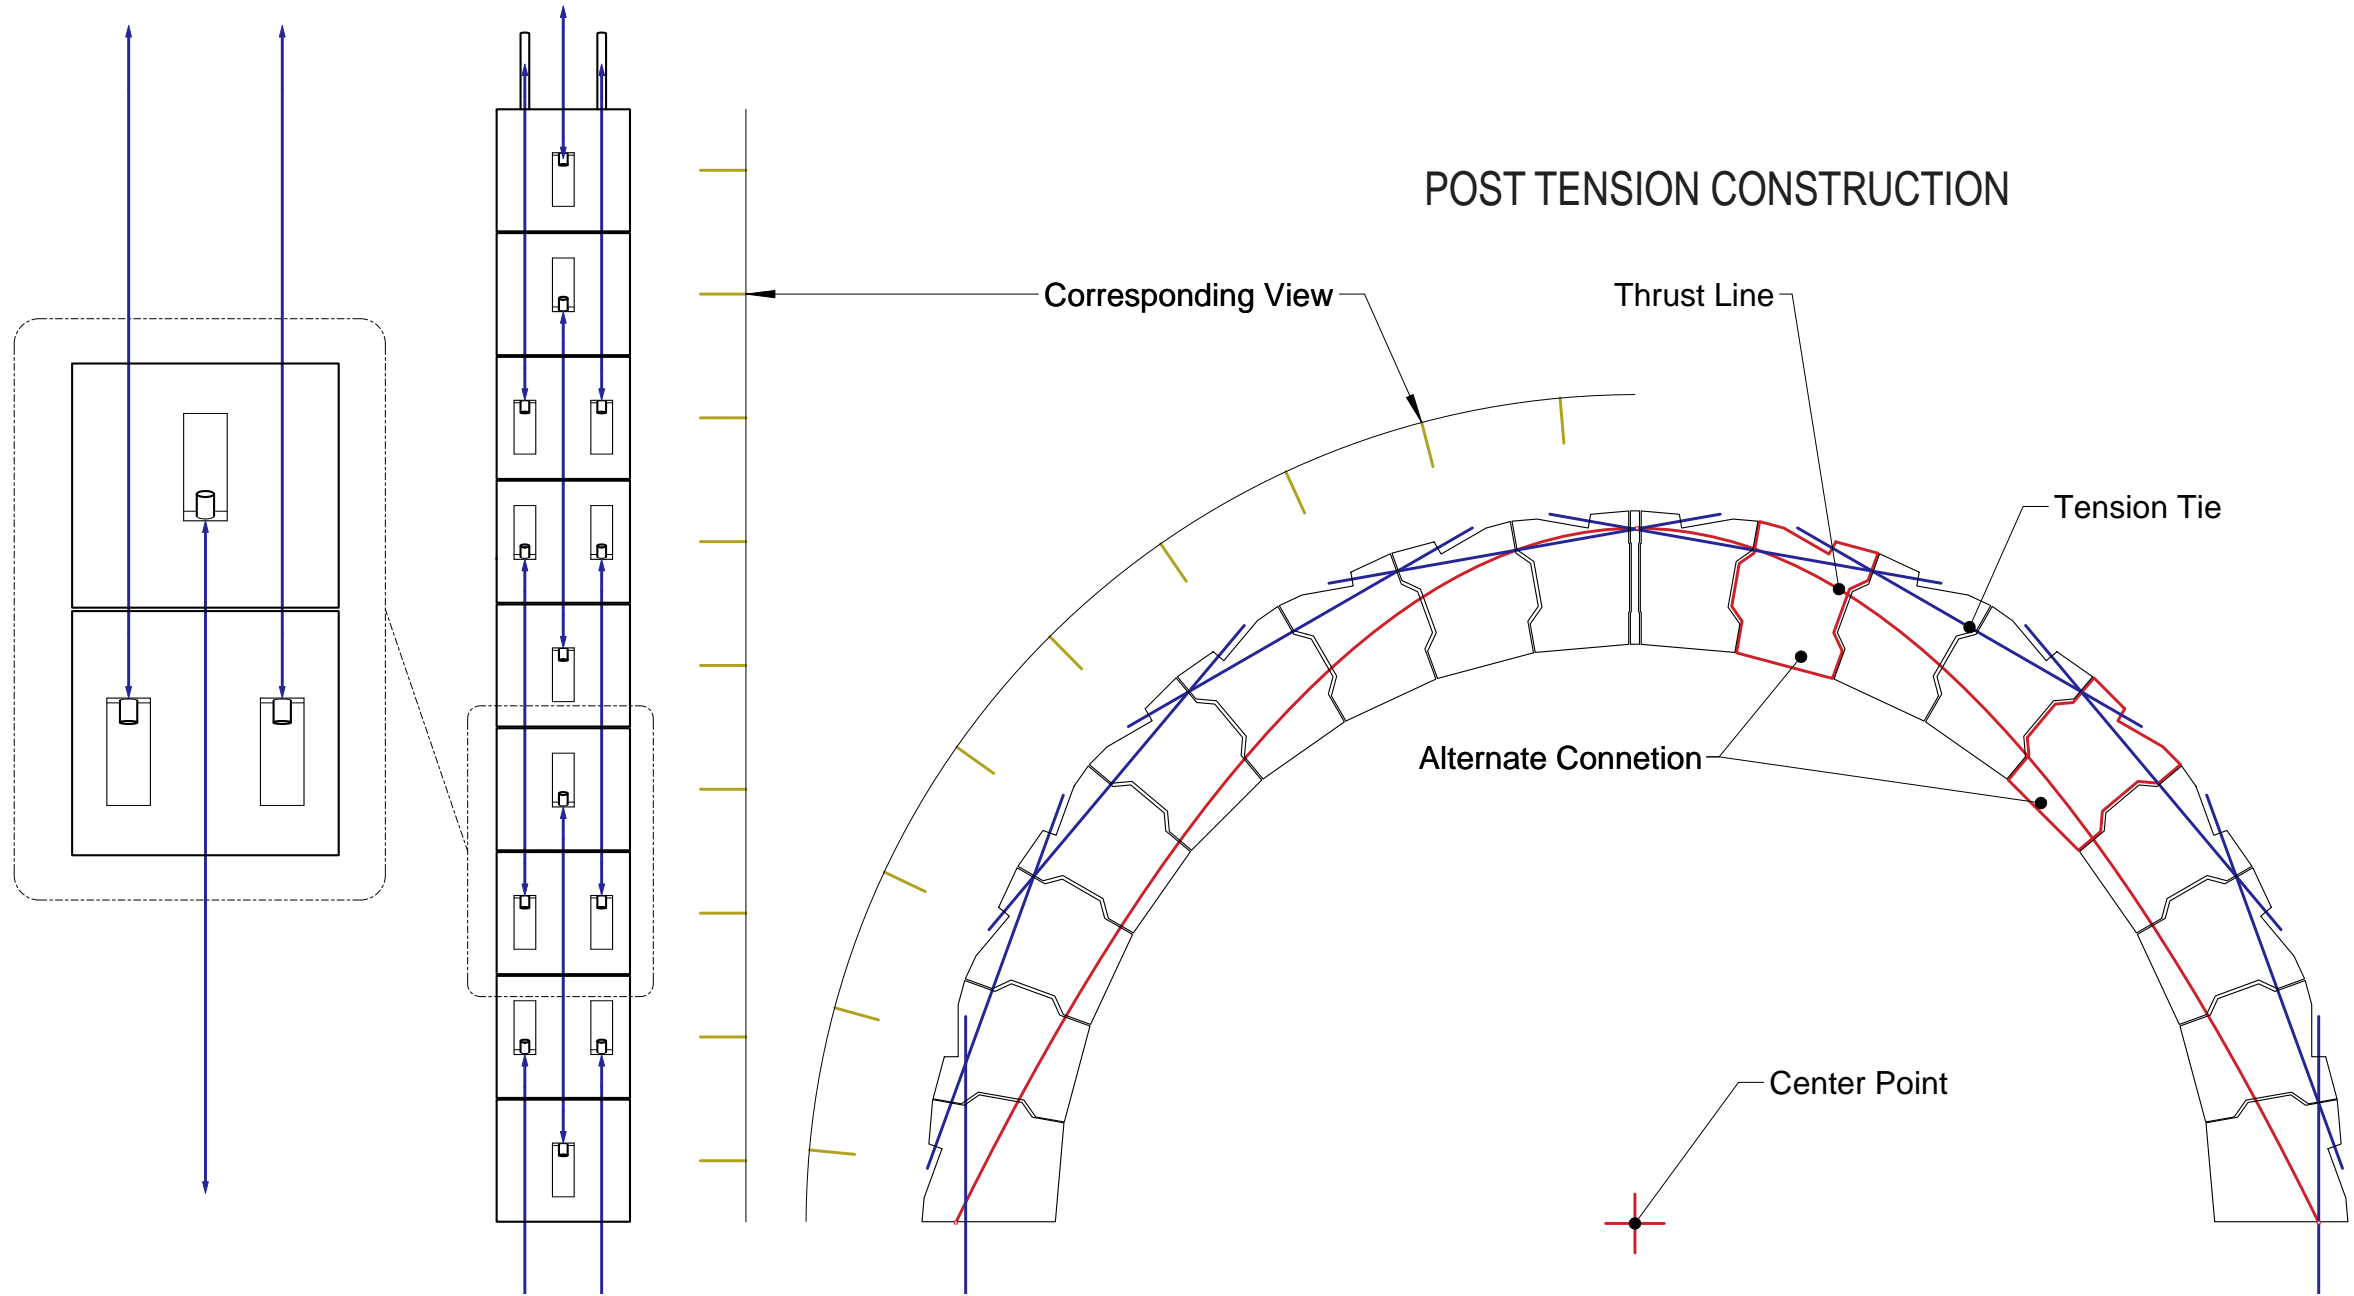 POST TENSION CONSTRUCTION
Corresponding View
Thrust Line
Tension Tie
Alternate Connetion
Center Point